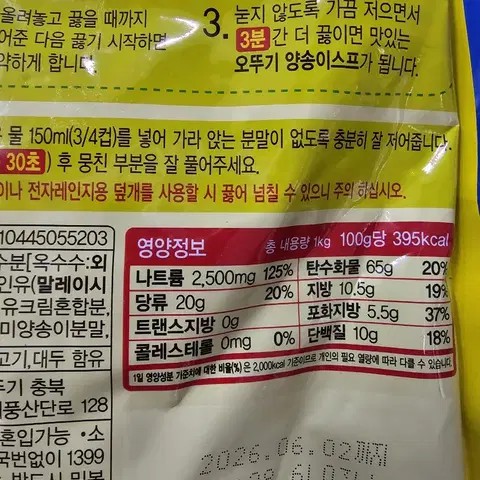 올려놓고 끓을 때까지
어준 다음 끓기 시작하면
약하게 합니다.
3. 눋지 않도록 가끔 저으면서
3분간 더 끓이면 맛있는
오뚜기 양송이스프가 됩니다.
물 150ml(3/4컵)를 넣어 가라 앉는 분말이 없도록 충분히 잘 저어줍니다.
30초) 후 뭉친 부분을 잘 풀어주세요.
이나 전자레인지용 덮개를 사용할 시 끓어 넘칠 수 있으니 주의 하십시오.
10445055203
수분[옥수수:외
인유(말레이시
유크림혼합분,
미양송이분말,
고기, 대두 함유
두기 충북
대풍산단로 128
혼입가능 • 소
국번없이 1399
영양정보 총 내용량 1kg 100g당 395kcal
나트륨 2,500mg 125% 탄수화물 65g 20%
당류 20g 20% 지방 10.5g 19%
트랜스지방 0g 포화지방 5.5g 37%
콜레스테롤 0mg 0% 단백질 10g 18%
1일 영양성분 기준치에 대한 비율(%)은 2,000kcal 기준이므로 개인의 필요 열량에 따라 다를 수 있습니다.
2026.06.02까지